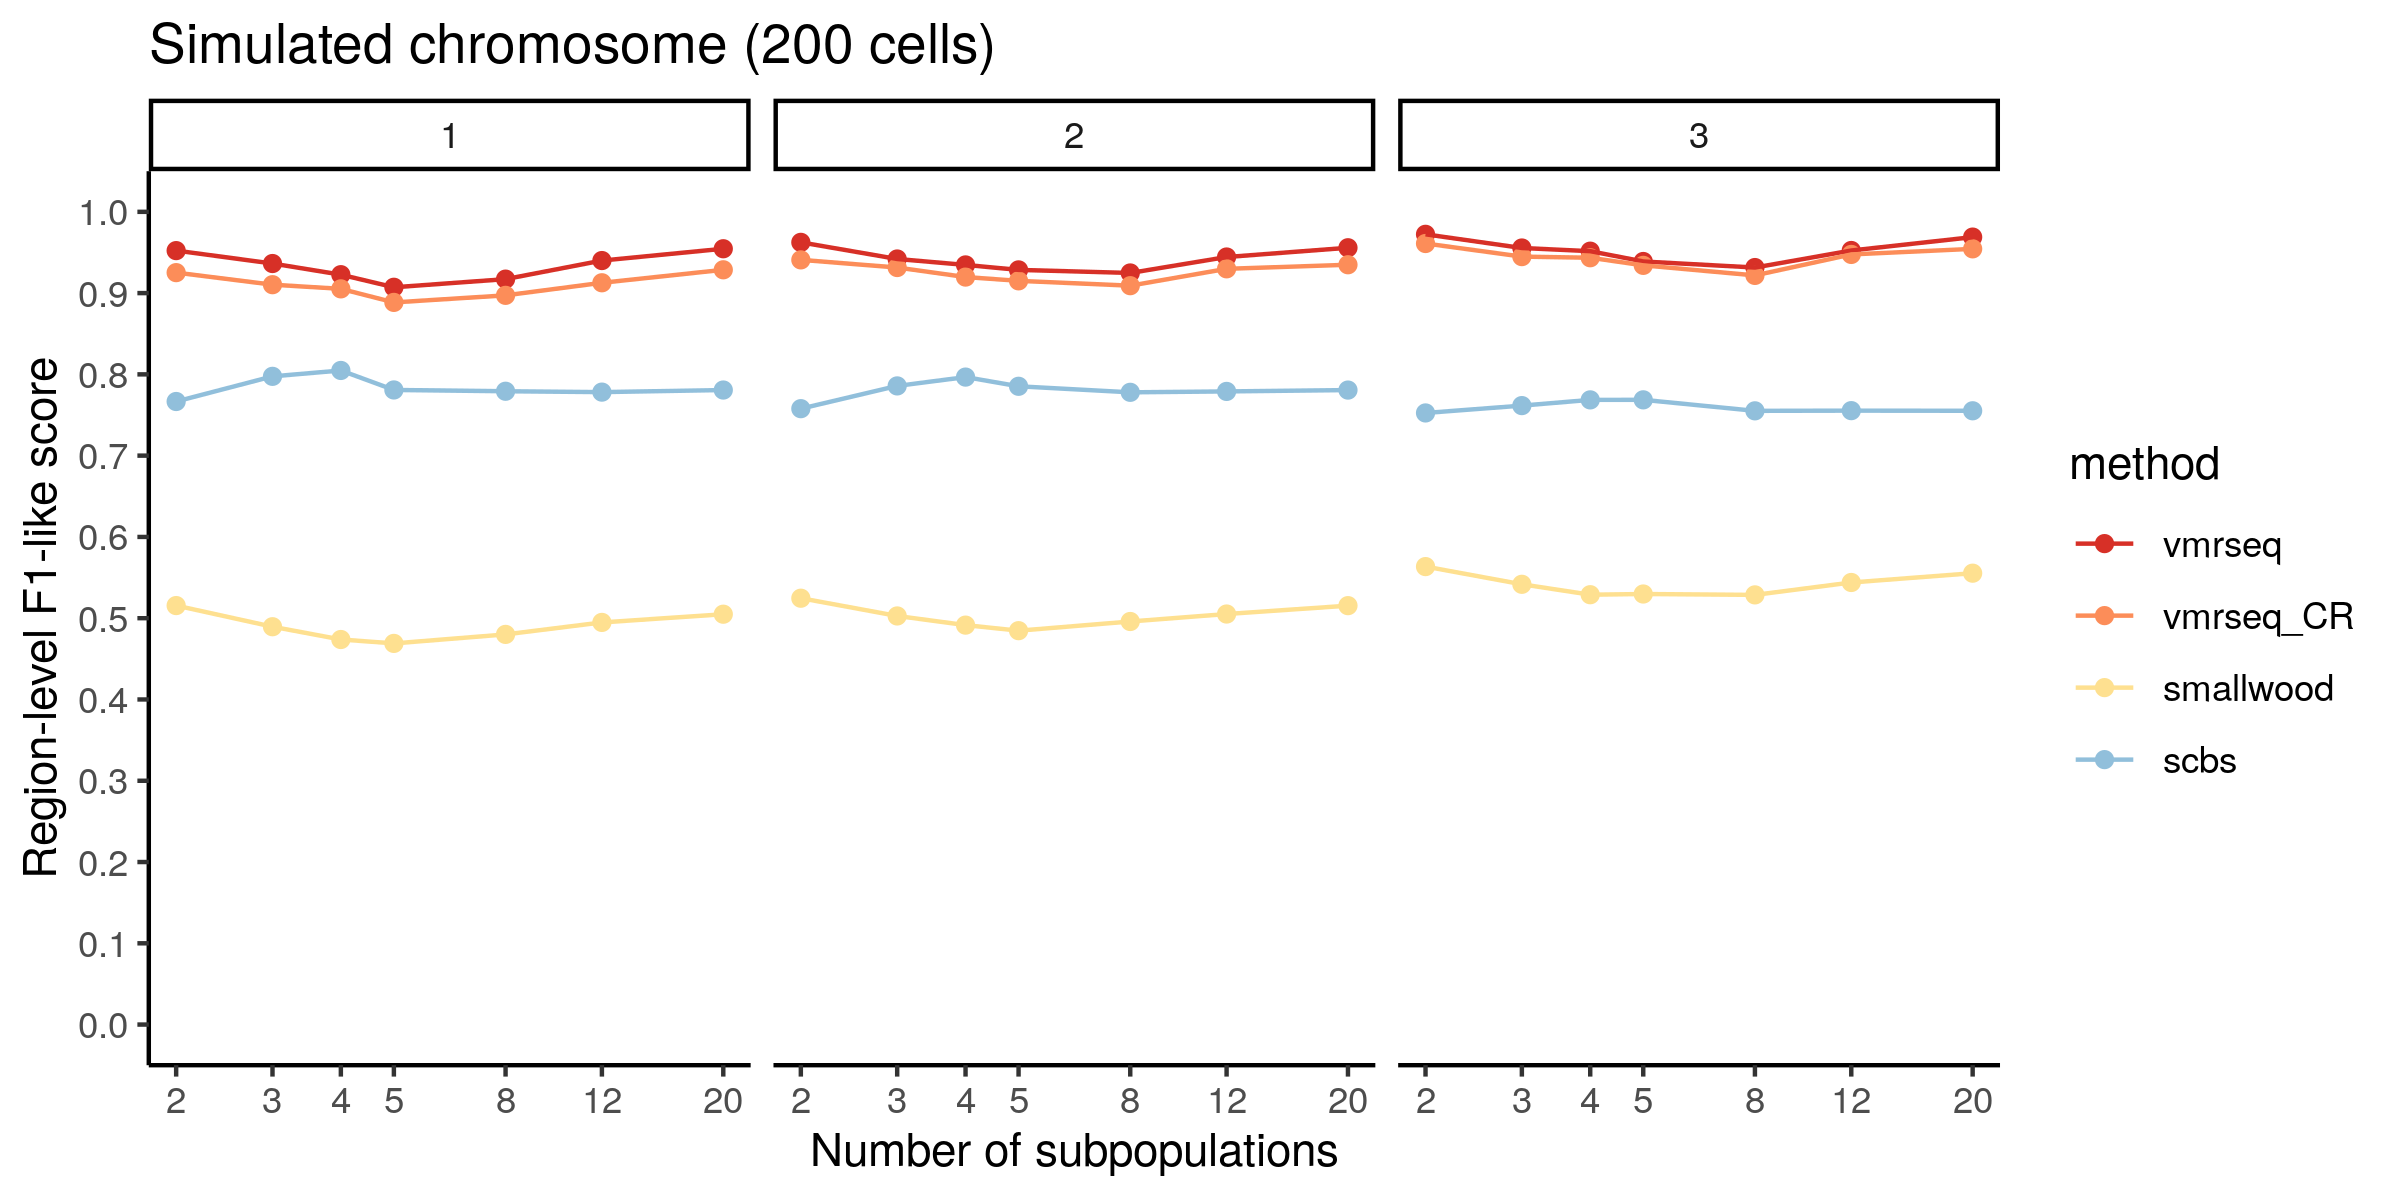 Simulated chromosome (200 cells)
1 2 3
Region-level F1-like score
1.0
0.9
0.8
0.7
0.6
0.5
0.4
0.3
0.2
0.1
0.0
2 3 4 5 8 12 20 2 3 4 5 8 12 20 2 3 4 5 8 12 20
Number of subpopulations
method
vmrseq
vmrseq_CR
smallwood
scbs